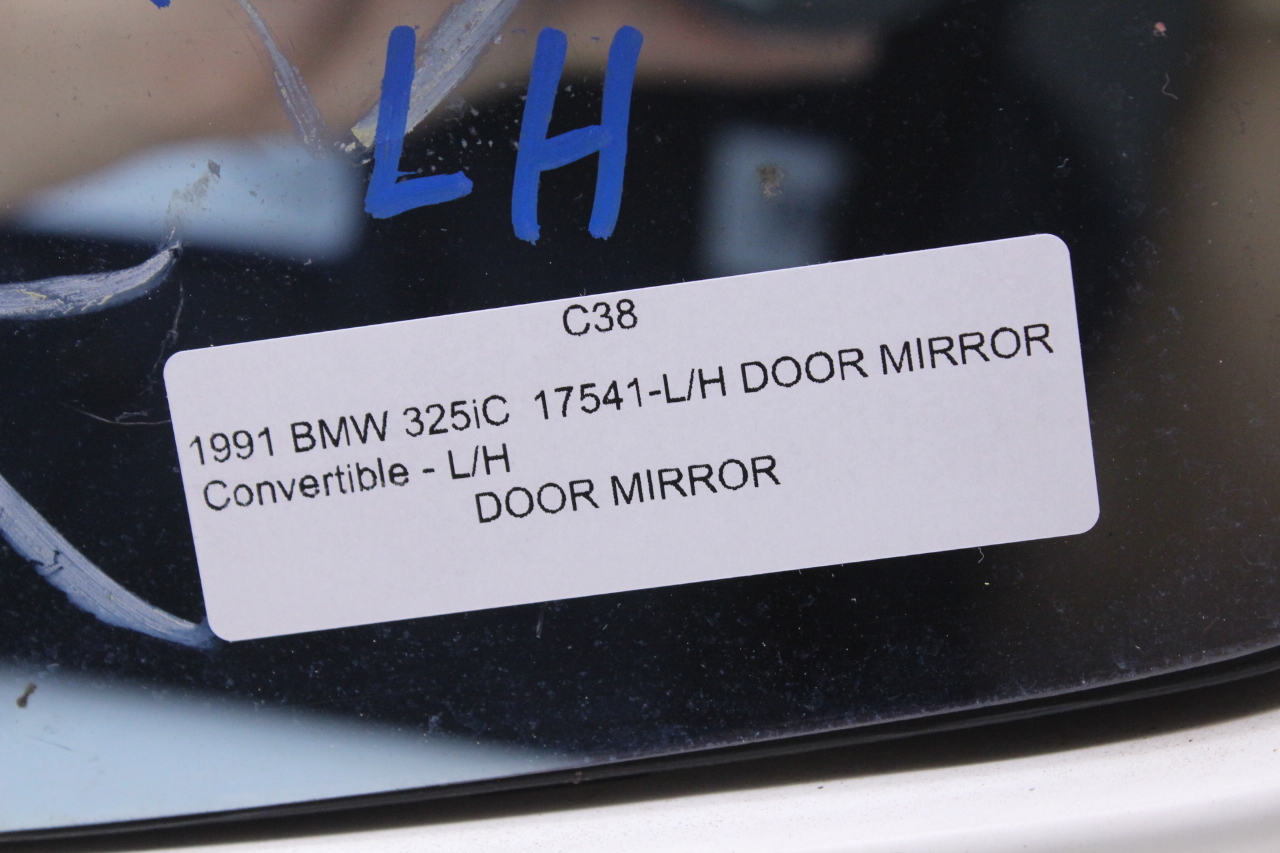 LH
C38
1991 BMW 325iC 17541-L/H DOOR MIRROR
Convertible - L/H
DOOR MIRROR